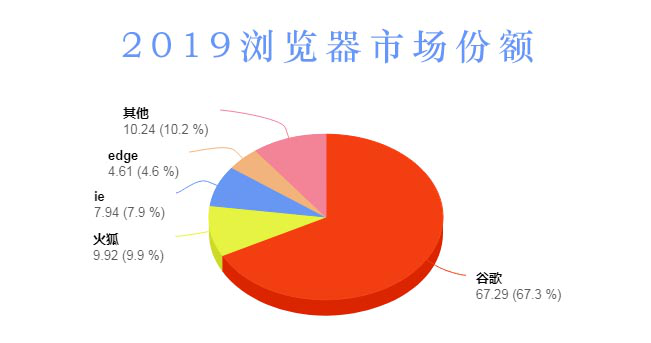 2019浏览器市场份额
其他
10.24 (10.2 %)
edge
4.61 (4.6 %)
ie
7.94 (7.9 %)
火狐
9.92 (9.9 %)
谷歌
67.29 (67.3 %)